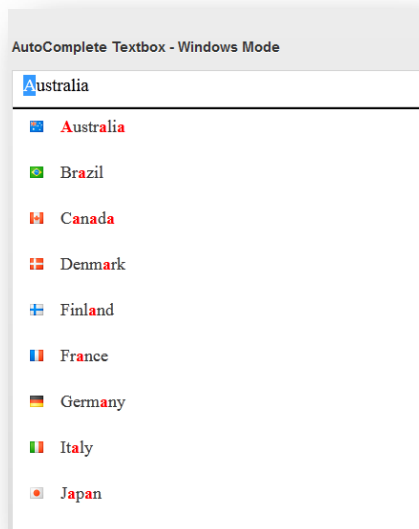 AutoComplete Textbox - Windows Mode
Australia
Australia
Brazil
Canada
Denmark
Finland
France
Germany
Italy
Japan